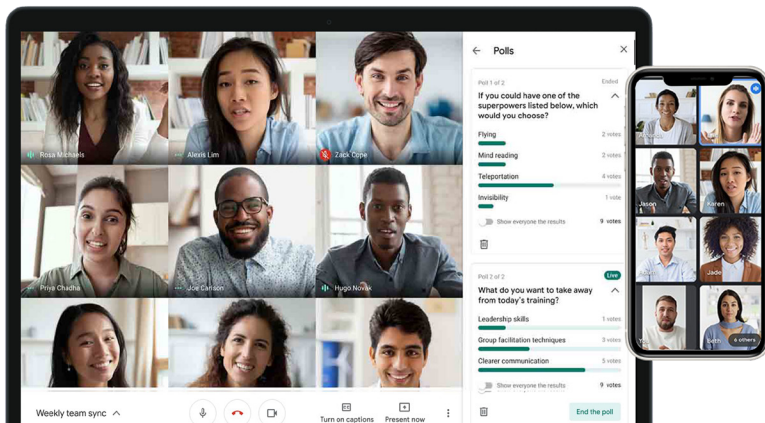 Rosa Michaels
Alexis Lim
Zack Cope
Priya Chadha
Joe Carlson
Hugo Novak
Weekly team sync
Turn on captions
Present now
Polls
Poll 1 of 2
Ended
If you could have one of the
superpowers listed below, which
would you choose?
Flying
2 votes
Mind reading
2 votes
Teleportation
4 votes
Invisibility
1 vote
Show everyone the results
9 votes
Poll 2 of 2
Live
What do you want to take away
from today's training?
Leadership skills
1 votes
Group facilitation techniques
3 votes
Clearer communication
5 votes
Show everyone the results
9 votes
End the poll
Jason
Karen
Jade
Beth
6 others